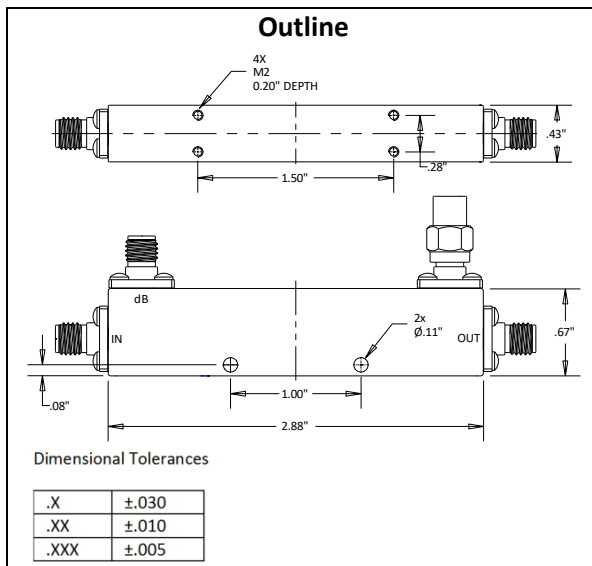 Outline
4X
M2
0.20" DEPTH
.43"
.28"
1.50"
dB
IN
2x
Ø.11"
OUT
.67"
.08"
1.00"
2.88"
Dimensional Tolerances
.X ±.030
.XX ±.010
.XXX ±.005